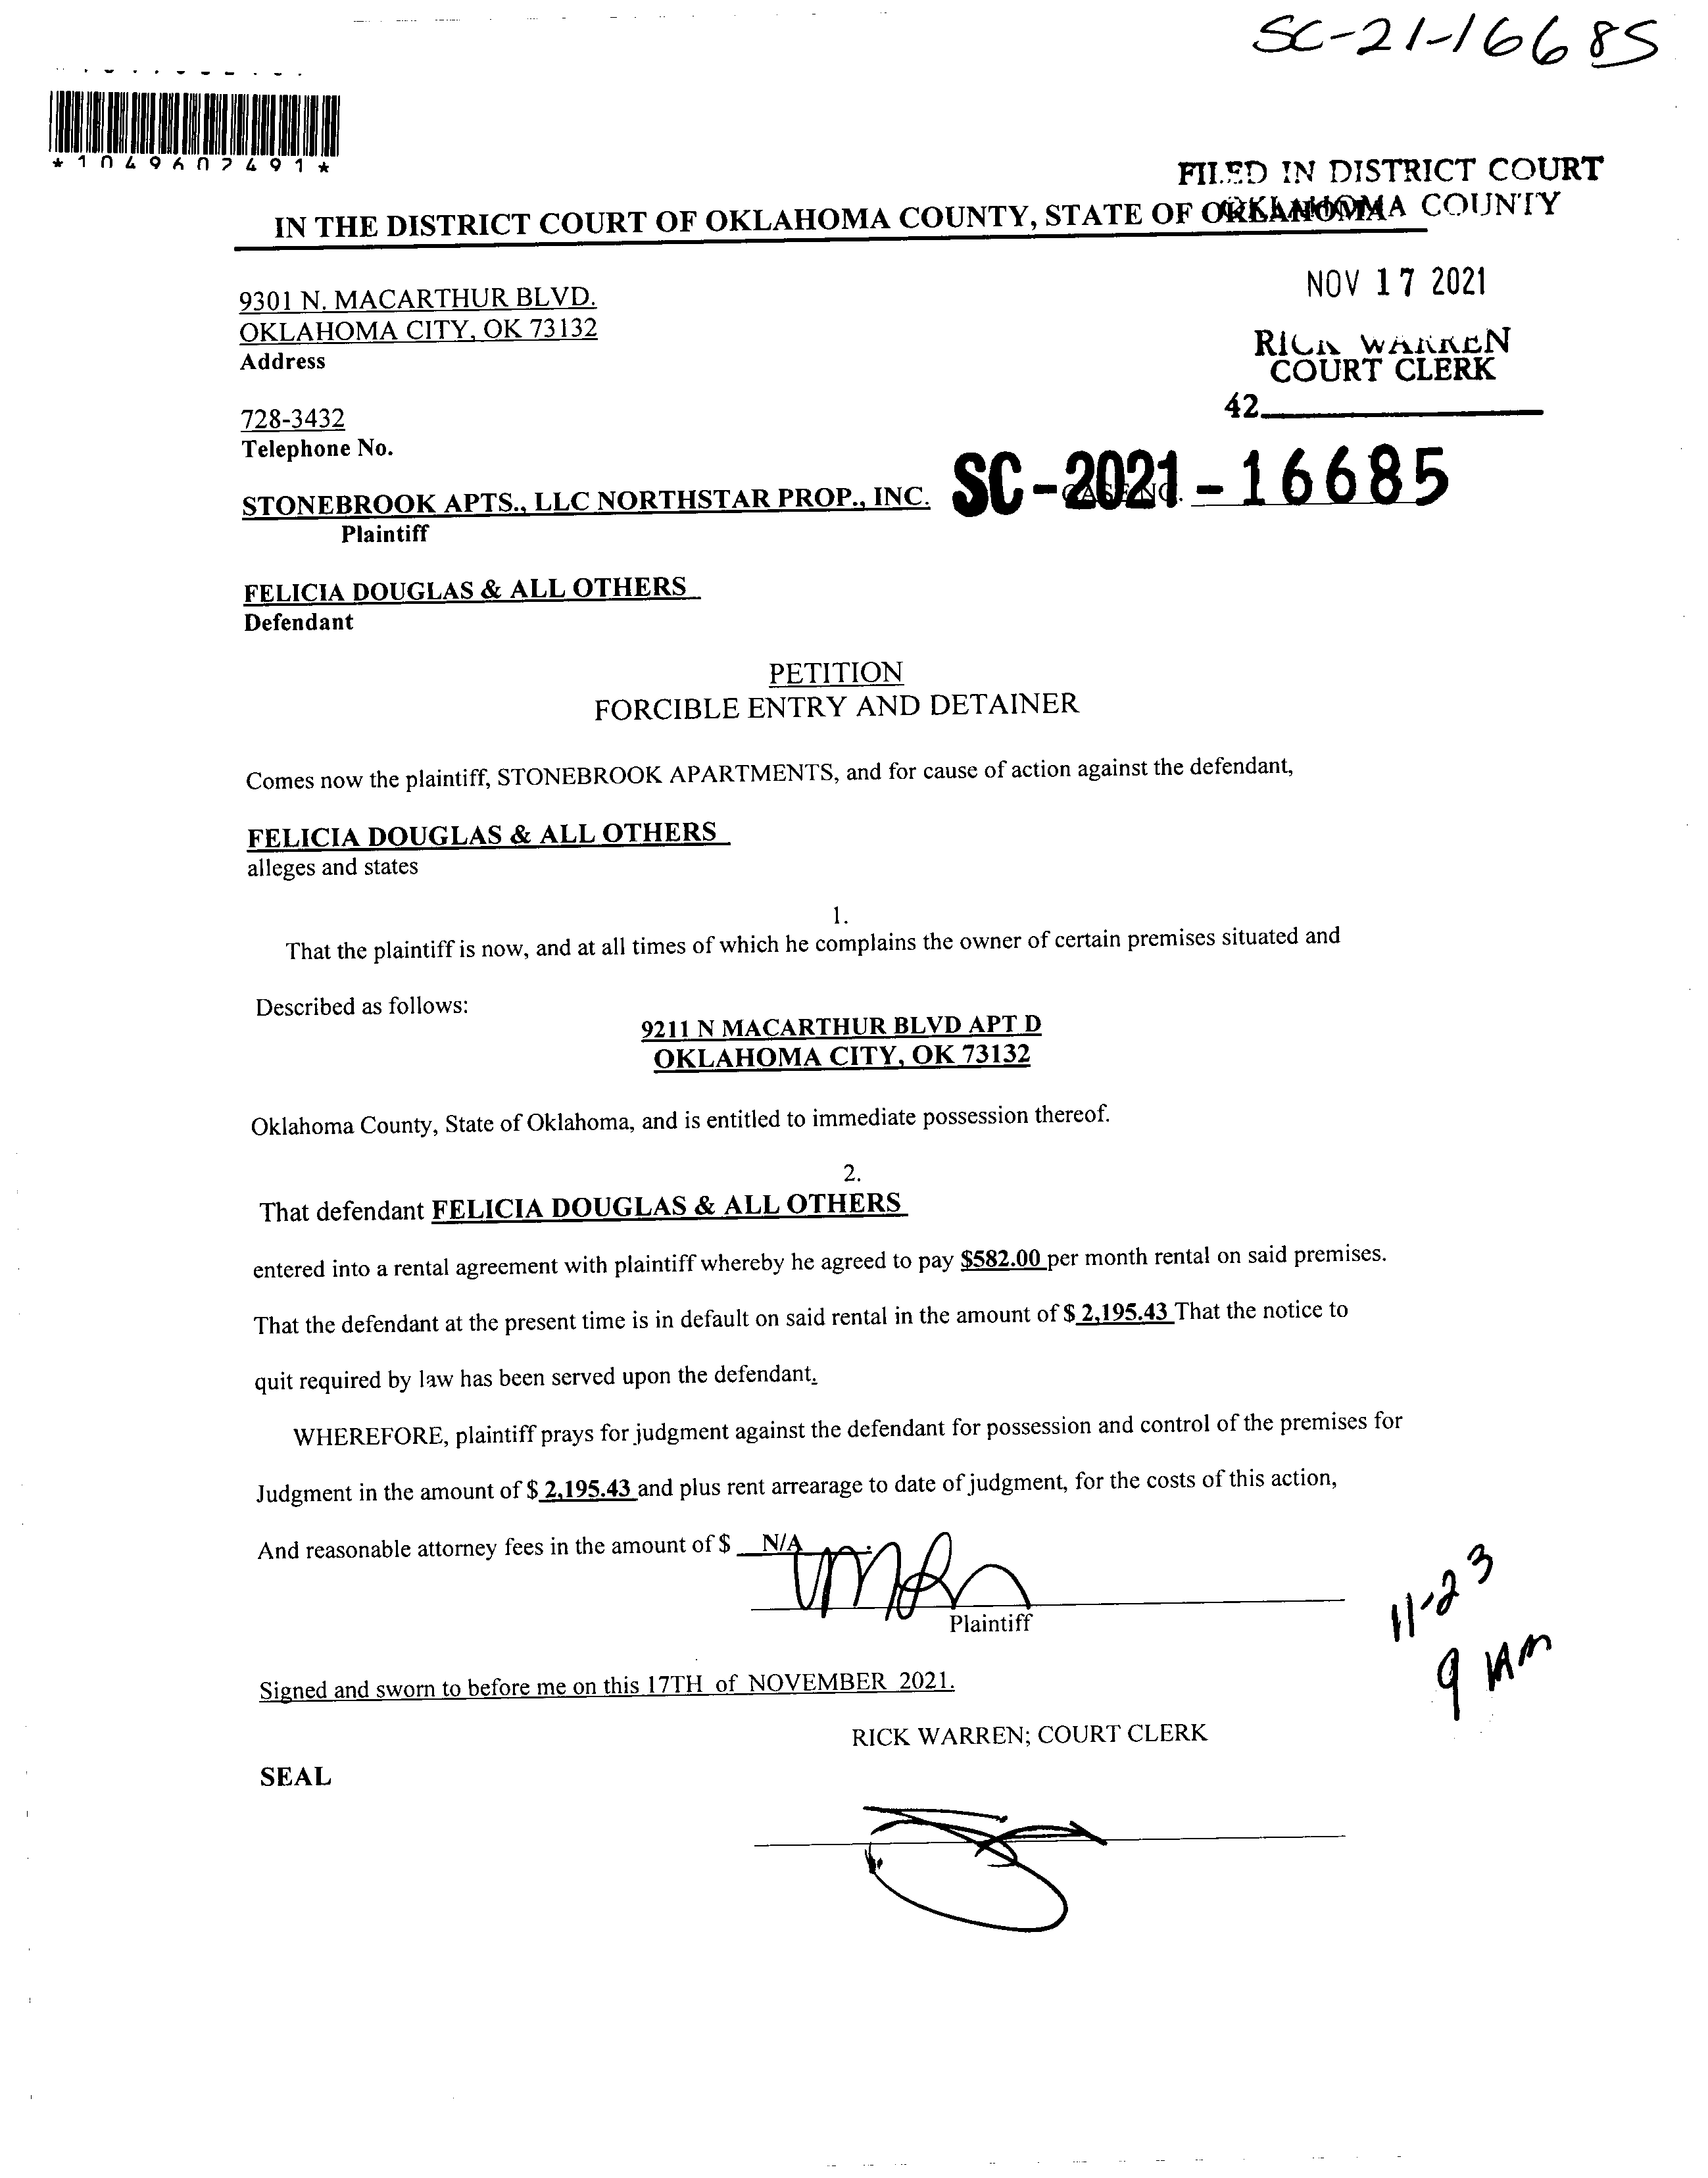 SC-21-16685
FILED IN DISTRICT COURT
OKLAHOMA COUNTY
IN THE DISTRICT COURT OF OKLAHOMA COUNTY, STATE OF OKLAHOMA
NOV 17 2021
9301 N. MACARTHUR BLVD.
OKLAHOMA CITY, OK 73132
Address
RICK WARREN
COURT CLERK
42
728-3432
Telephone No.
STONEBROOK APTS., LLC NORTHSTAR PROP., INC. CASE NO. SC-2021-16685
Plaintiff
FELICIA DOUGLAS & ALL OTHERS
Defendant
PETITION
FORCIBLE ENTRY AND DETAINER
Comes now the plaintiff, STONEBROOK APARTMENTS, and for cause of action against the defendant,
FELICIA DOUGLAS & ALL OTHERS
alleges and states
1.
That the plaintiff is now, and at all times of which he complains the owner of certain premises situated and
Described as follows:
9211 N MACARTHUR BLVD APT D
OKLAHOMA CITY, OK 73132
Oklahoma County, State of Oklahoma, and is entitled to immediate possession thereof.
2.
That defendant FELICIA DOUGLAS & ALL OTHERS
entered into a rental agreement with plaintiff whereby he agreed to pay $582.00 per month rental on said premises.
That the defendant at the present time is in default on said rental in the amount of $ 2,195.43 That the notice to
quit required by law has been served upon the defendant.
WHEREFORE, plaintiff prays for judgment against the defendant for possession and control of the premises for
Judgment in the amount of $ 2,195.43 and plus rent arrearage to date of judgment, for the costs of this action,
And reasonable attorney fees in the amount of $ N/A.
Plaintiff
11-23
9 AM
Signed and sworn to before me on this 17TH of NOVEMBER 2021.
RICK WARREN; COURT CLERK
SEAL